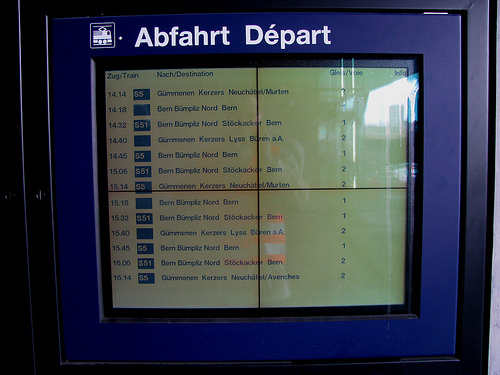 Abfahrt Départ
Zug/Train Nach/Destination Gleis/Voie Info
14.14 S5 Gümmenen Kerzers Neuchâtel/Murten 2
14.18 Bern Bümpliz Nord Bern
14.32 S51 Bern Bümpliz Nord Stöckacker Bern 1
14.40 Gümmenen Kerzers Lyss Büren a.A. 2
14.45 S5 Bern Bümpliz Nord Bern 1
15.06 S51 Bern Bümpliz Nord Stöckacker Bern 2
15.14 S5 Gümmenen Kerzers Neuchâtel/Murten 2
15.18 Bern Bümpliz Nord Bern 1
15.32 S51 Bern Bümpliz Nord Stöckacker Bern 1
15.40 Gümmenen Kerzers Lyss Büren a.A. 2
15.45 S5 Bern Bümpliz Nord Bern 1
16.06 S51 Bern Bümpliz Nord Stöckacker Bern 2
16.14 S5 Gümmenen Kerzers Neuchâtel/Avenches 2